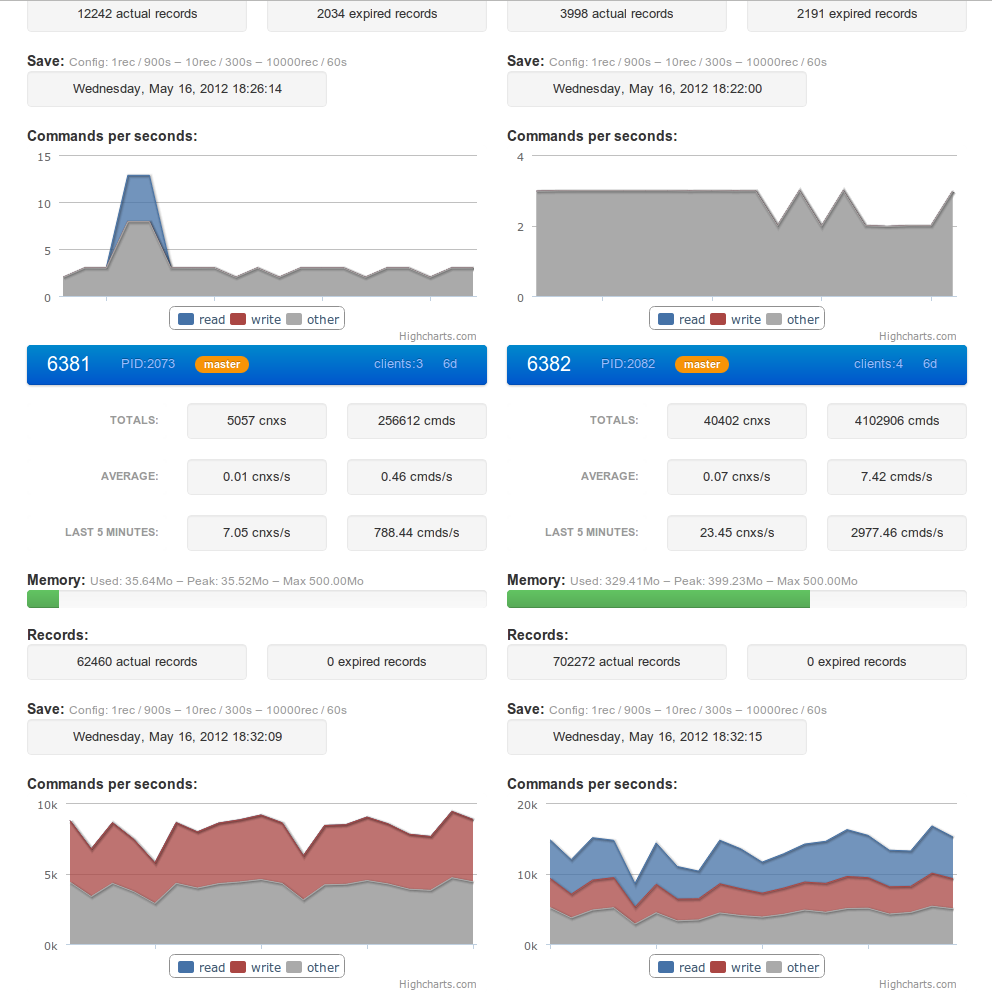 12242 actual records 2034 expired records
Save: Config: 1rec / 900s – 10rec / 300s – 10000rec / 60s
Wednesday, May 16, 2012 18:26:14
Commands per seconds:
15
10
5
0
read write other
Highcharts.com
3998 actual records 2191 expired records
Save: Config: 1rec / 900s – 10rec / 300s – 10000rec / 60s
Wednesday, May 16, 2012 18:22:00
Commands per seconds:
4
2
0
read write other
Highcharts.com
6381 PID:2073 master clients:3 6d
TOTALS: 5057 cnxs 256612 cmds
AVERAGE: 0.01 cnxs/s 0.46 cmds/s
LAST 5 MINUTES: 7.05 cnxs/s 788.44 cmds/s
Memory: Used: 35.64Mo – Peak: 35.52Mo – Max 500.00Mo
Records:
62460 actual records 0 expired records
Save: Config: 1rec / 900s – 10rec / 300s – 10000rec / 60s
Wednesday, May 16, 2012 18:32:09
Commands per seconds:
10k
5k
0k
read write other
Highcharts.com
6382 PID:2082 master clients:4 6d
TOTALS: 40402 cnxs 4102906 cmds
AVERAGE: 0.07 cnxs/s 7.42 cmds/s
LAST 5 MINUTES: 23.45 cnxs/s 2977.46 cmds/s
Memory: Used: 329.41Mo – Peak: 399.23Mo – Max 500.00Mo
Records:
702272 actual records 0 expired records
Save: Config: 1rec / 900s – 10rec / 300s – 10000rec / 60s
Wednesday, May 16, 2012 18:32:15
Commands per seconds:
20k
10k
0k
read write other
Highcharts.com